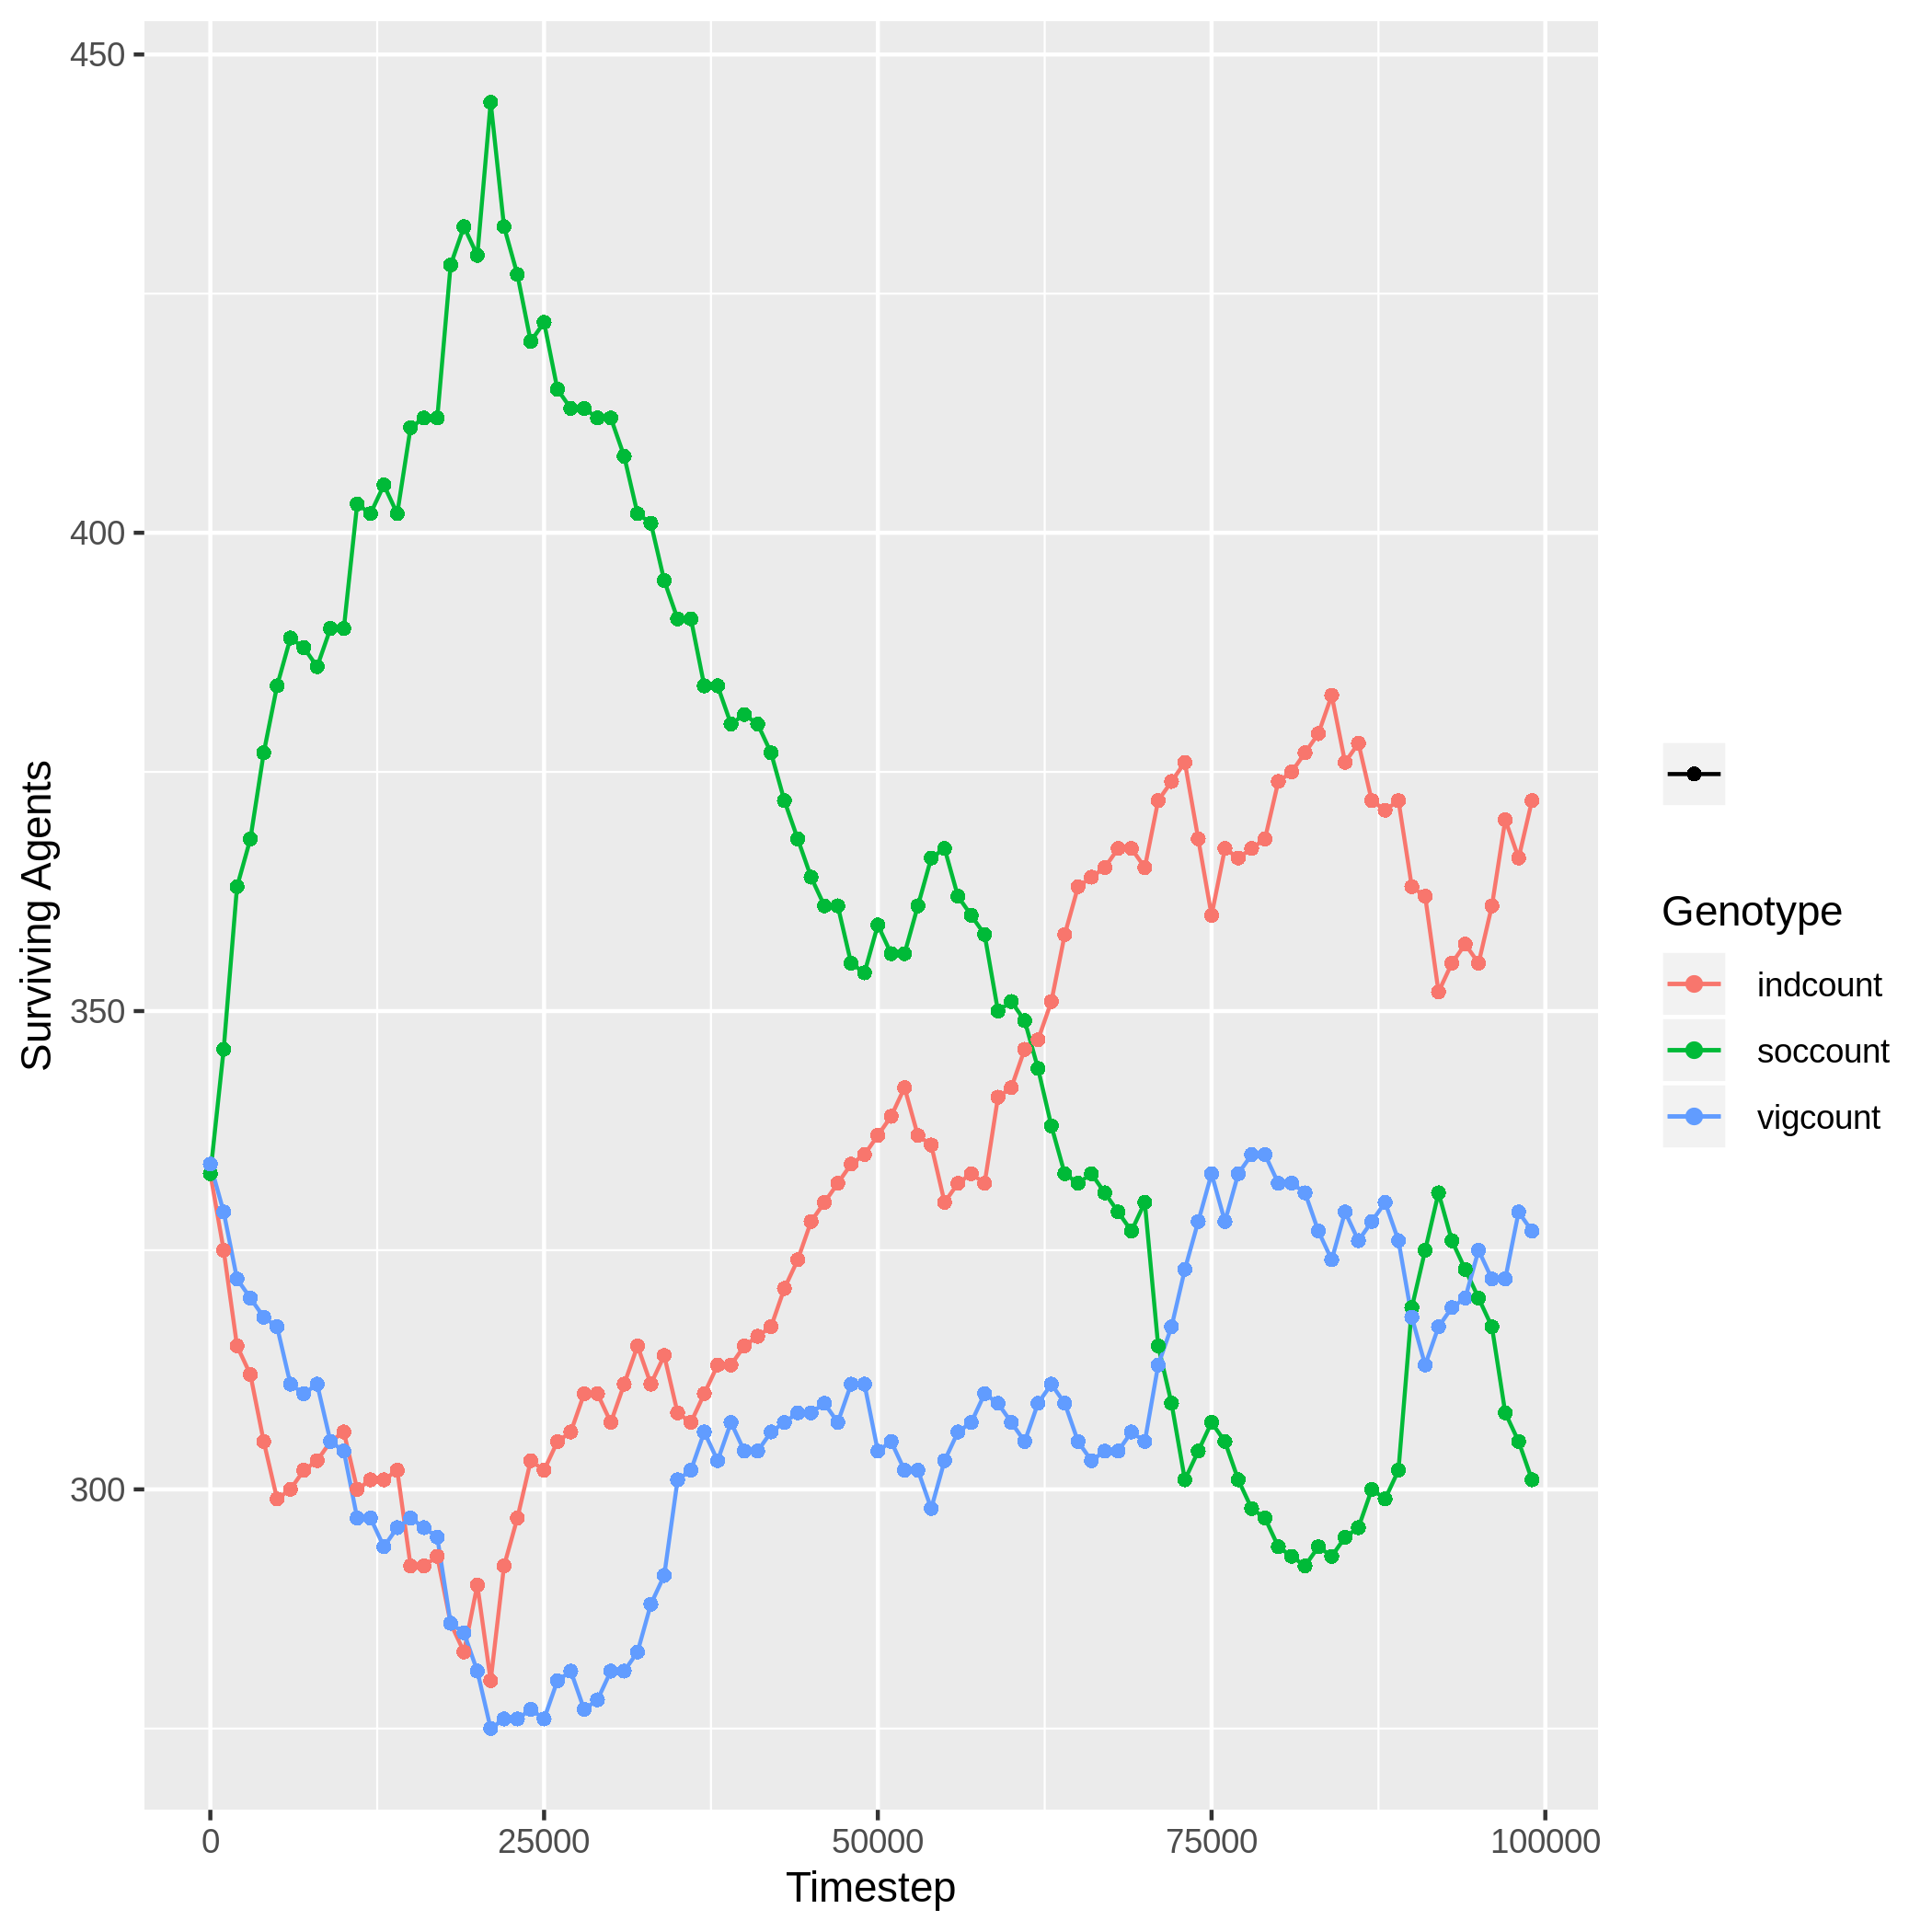 Surviving Agents
450
400
350
300
0 25000 50000 75000 100000
Timestep
Genotype
indcount
soccount
vigcount